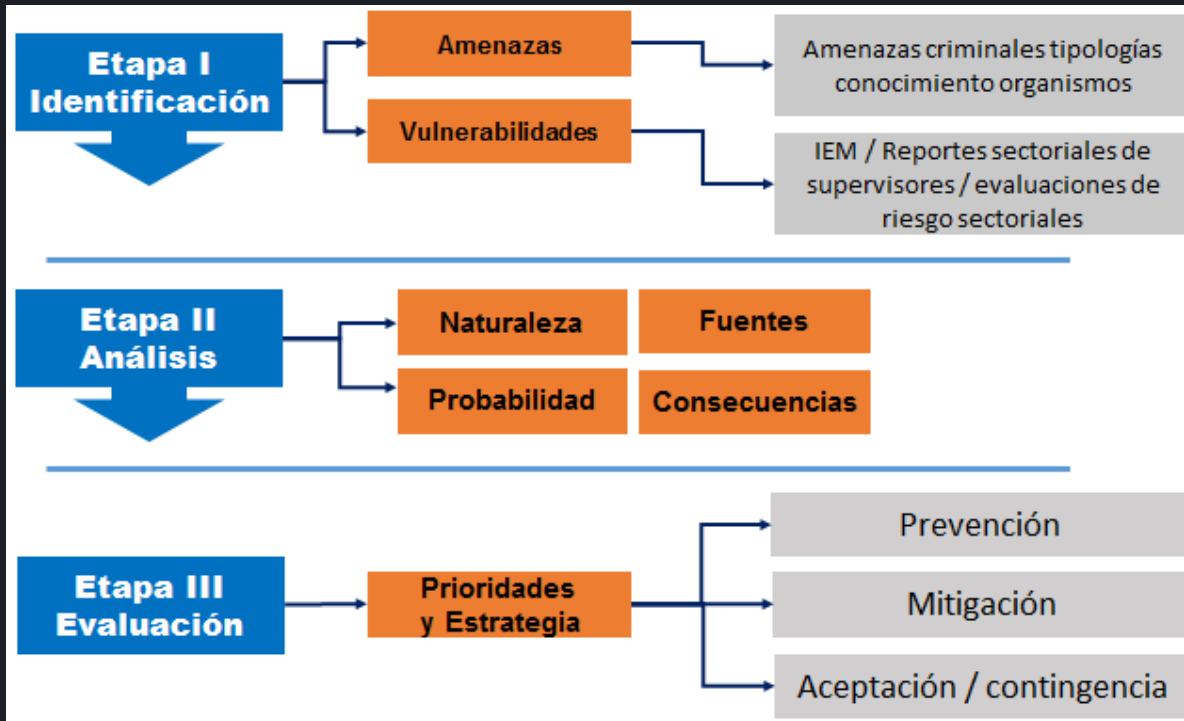 Etapa I
Identificación
Amenazas
Amenazas criminales tipologías
conocimiento organismos
Vulnerabilidades
IEM / Reportes sectoriales de
supervisores / evaluaciones de
riesgo sectoriales
Etapa II
Análisis
Naturaleza
Fuentes
Probabilidad
Consecuencias
Etapa III
Evaluación
Prioridades
y Estrategia
Prevención
Mitigación
Aceptación / contingencia